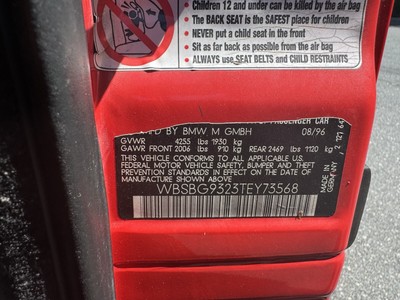 Children 12 and under can be killed by the air bag
• The BACK SEAT is the SAFEST place for children
• NEVER put a child seat in the front
• Sit as far back as possible from the air bag
• ALWAYS use SEAT BELTS and CHILD RESTRAINTS
PASSENGER CAR
BY BMW M GMBH 08/96
GVWR 4255 lbs 1930 kg
GAWR FRONT 2006 lbs 910 kg REAR 2469 lbs 1120 kg
THIS VEHICLE CONFORMS TO ALL APPLICABLE U.S.
FEDERAL MOTOR VEHICLE SAFETY, BUMPER AND THEFT
PREVENTION STANDARDS IN EFFECT ON THE DATE OF
MANUFACTURE SHOWN ABOVE.
WBSBG9323TEY73568
MADE IN
GERMANY